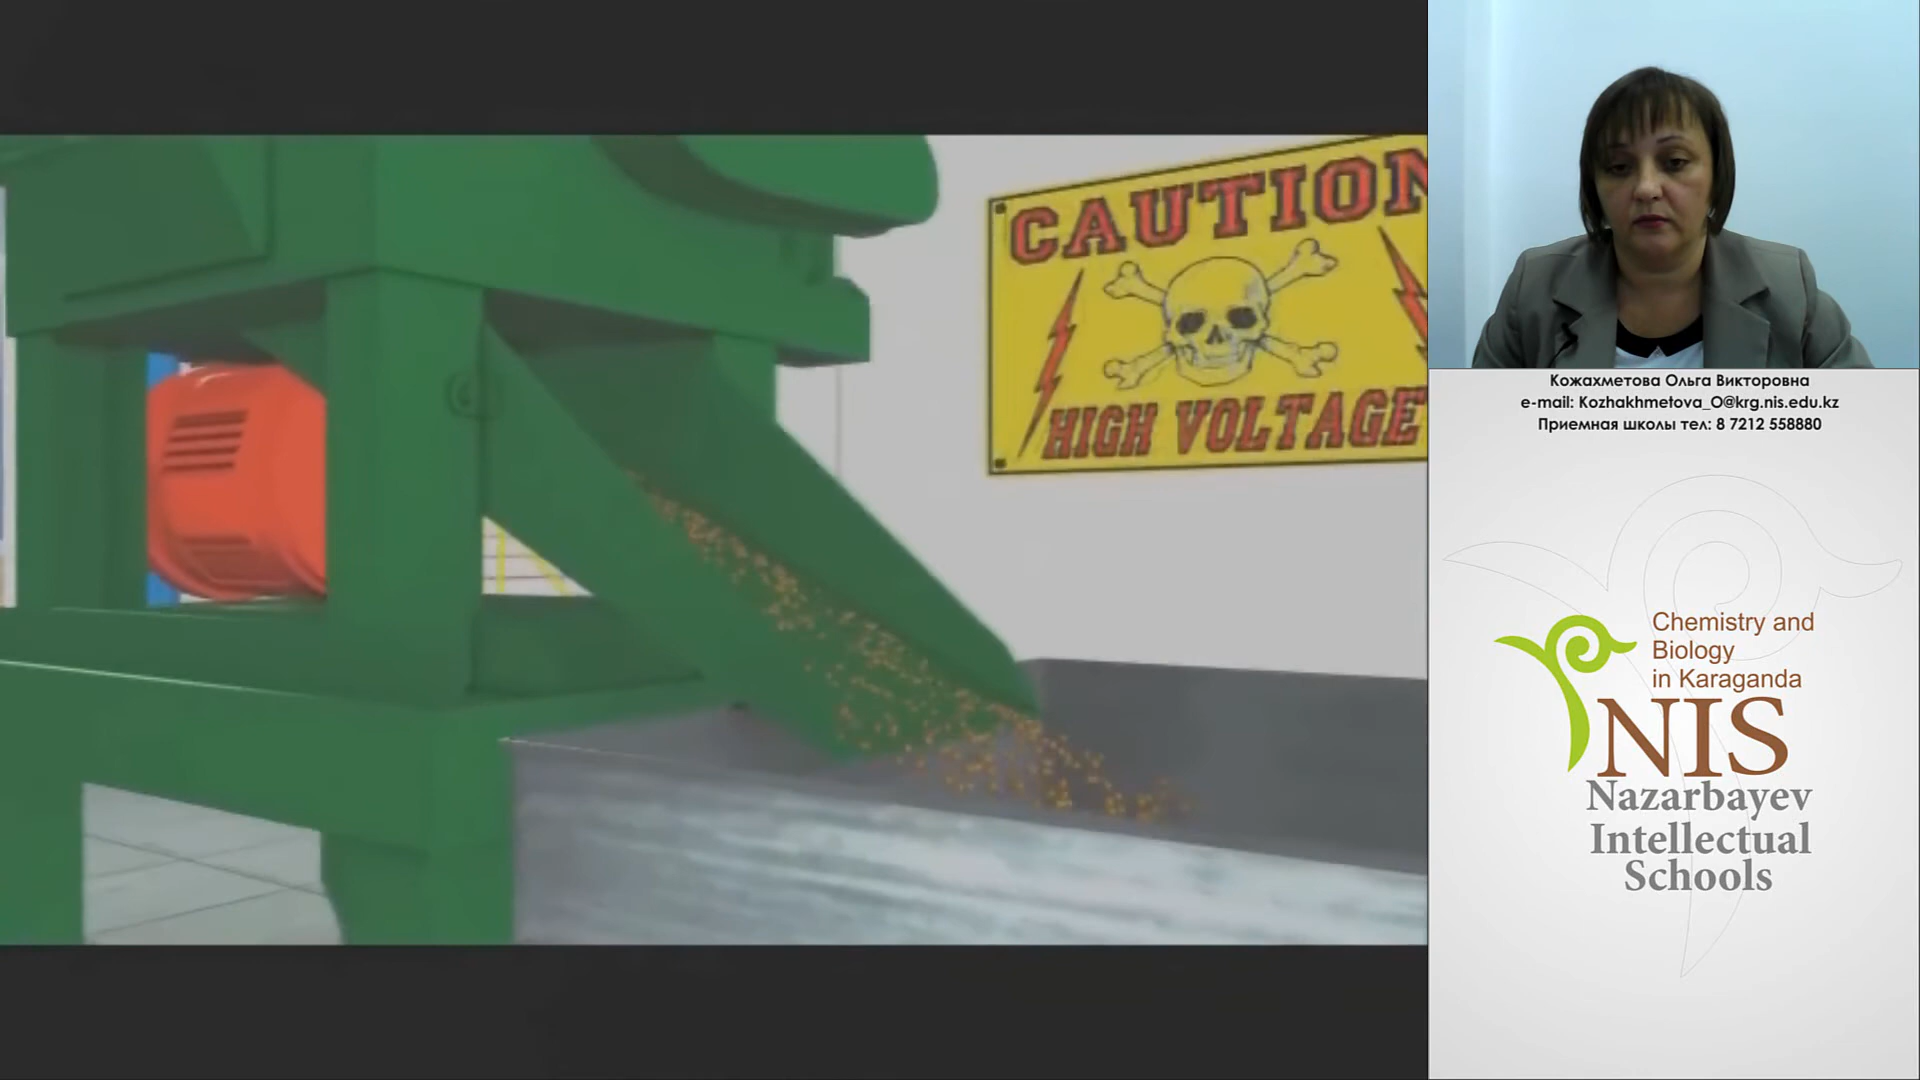 CAUTION
HIGH VOLTAGE
Кожахметова Ольга Викторовна
e-mail: Kozhakhmetova_O@krg.nis.edu.kz
Приемная школы тел: 8 7212 558880
Chemistry and
Biology
in Karaganda
NIS
Nazarbayev
Intellectual
Schools